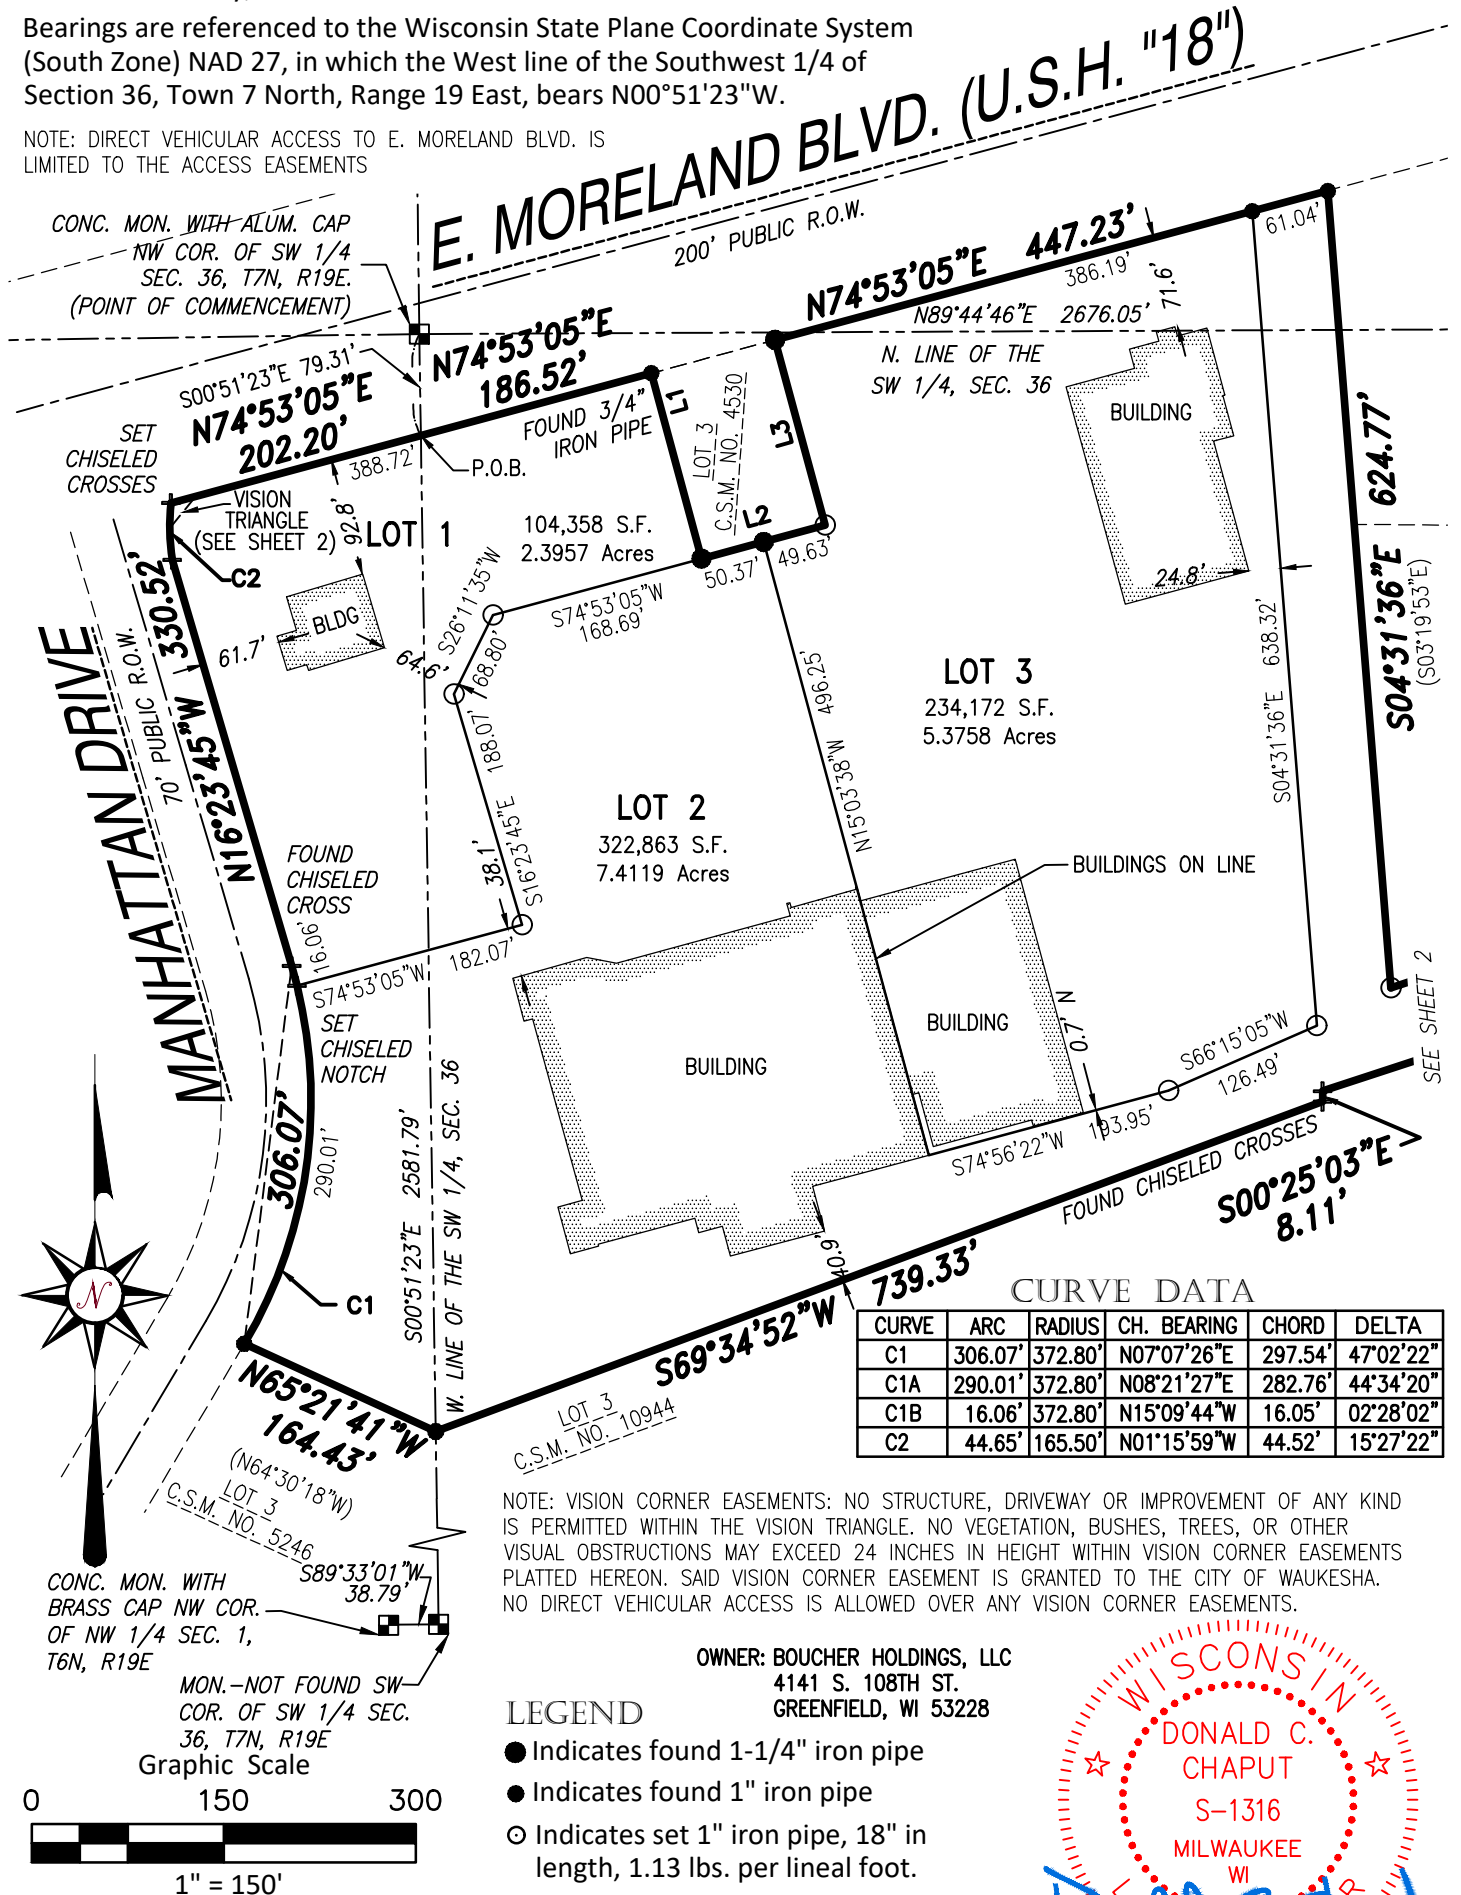 Bearings are referenced to the Wisconsin State Plane Coordinate System
(South Zone) NAD 27, in which the West line of the Southwest 1/4 of
Section 36, Town 7 North, Range 19 East, bears N00°51'23"W.
NOTE: DIRECT VEHICULAR ACCESS TO E. MORELAND BLVD. IS
LIMITED TO THE ACCESS EASEMENTS
E. MORELAND BLVD. (U.S.H. "18")
200' PUBLIC R.O.W.
CONC. MON. WITH ALUM. CAP
NW COR. OF SW 1/4
SEC. 36, T7N, R19E.
(POINT OF COMMENCEMENT)
S00°51'23"E 79.31'
N74°53'05"E
202.20'
N74°53'05"E
186.52'
N74°53'05"E 447.23'
386.19'
61.04'
71.6'
N89°44'46"E 2676.05'
N. LINE OF THE
SW 1/4, SEC. 36
SET
CHISELED
CROSSES
388.72'
P.O.B.
FOUND 3/4"
IRON PIPE
L1
LOT 3
C.S.M. NO. 4530
L3
L2
VISION
TRIANGLE
(SEE SHEET 2)
C2
92.8'
LOT 1
104,358 S.F.
2.3957 Acres
BLDG
61.7'
64.6'
S26°11'35"W
68.80'
S74°53'05"W
168.69'
50.37'
49.63'
BUILDING
24.8'
624.77'
S04°31'36"E
(S03°19'53"E)
S04°31'36"E 638.32'
LOT 3
234,172 S.F.
5.3758 Acres
N15°03'38"W 496.25'
MANHATTAN DRIVE
70' PUBLIC R.O.W.
N16°23'45"W 330.52'
S16°23'45"E 188.07'
38.1'
LOT 2
322,863 S.F.
7.4119 Acres
FOUND
CHISELED
CROSS
16.06'
S74°53'05"W 182.07'
SET
CHISELED
NOTCH
BUILDINGS ON LINE
BUILDING
BUILDING
0.7' N
S66°15'05"W
126.49'
S74°56'22"W 193.95'
SEE SHEET 2
FOUND CHISELED CROSSES
S00°25'03"E
8.11'
306.07'
290.01'
C1
S00°51'23"E 2581.79'
W. LINE OF THE SW 1/4, SEC. 36
40.9'
S69°34'52"W 739.33'
N
N65°21'41"W
164.43'
(N64°30'18"W)
LOT 3
C.S.M. NO. 5246
LOT 3
C.S.M. NO. 10944
CURVE DATA
CURVE ARC RADIUS CH. BEARING CHORD DELTA
C1 306.07' 372.80' N07°07'26"E 297.54' 47°02'22"
C1A 290.01' 372.80' N08°21'27"E 282.76' 44°34'20"
C1B 16.06' 372.80' N15°09'44"W 16.05' 02°28'02"
C2 44.65' 165.50' N01°15'59"W 44.52' 15°27'22"
NOTE: VISION CORNER EASEMENTS: NO STRUCTURE, DRIVEWAY OR IMPROVEMENT OF ANY KIND
IS PERMITTED WITHIN THE VISION TRIANGLE. NO VEGETATION, BUSHES, TREES, OR OTHER
VISUAL OBSTRUCTIONS MAY EXCEED 24 INCHES IN HEIGHT WITHIN VISION CORNER EASEMENTS
PLATTED HEREON. SAID VISION CORNER EASEMENT IS GRANTED TO THE CITY OF WAUKESHA.
NO DIRECT VEHICULAR ACCESS IS ALLOWED OVER ANY VISION CORNER EASEMENTS.
S89°33'01"W
38.79'
CONC. MON. WITH
BRASS CAP NW COR.
OF NW 1/4 SEC. 1,
T6N, R19E
MON.-NOT FOUND SW
COR. OF SW 1/4 SEC.
36, T7N, R19E
OWNER: BOUCHER HOLDINGS, LLC
4141 S. 108TH ST.
GREENFIELD, WI 53228
LEGEND
Indicates found 1-1/4" iron pipe
Indicates found 1" iron pipe
Indicates set 1" iron pipe, 18" in
length, 1.13 lbs. per lineal foot.
Graphic Scale
0 150 300
1" = 150'
WISCONSIN
DONALD C.
CHAPUT
S-1316
MILWAUKEE
WI